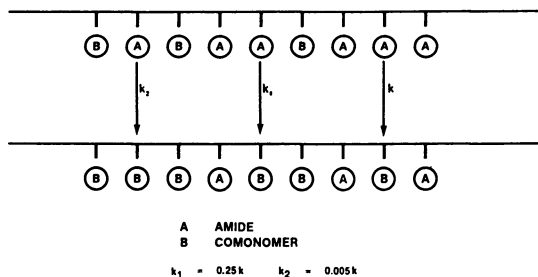 B A B A A B A A A
k₂ k₁ k
B B B A B B A B A
A AMIDE
B COMONOMER
k₁ = 0.25 k k₂ = 0.005 k